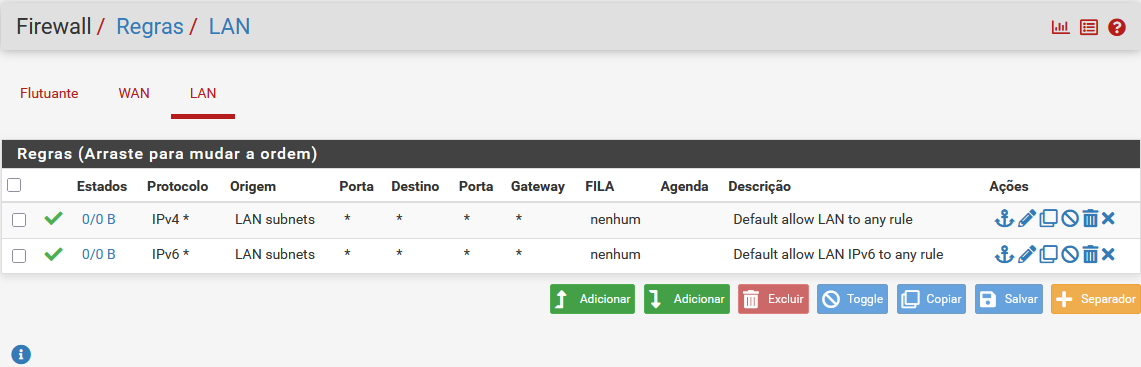 Firewall / Regras / LAN
Flutuante WAN LAN
Regras (Arraste para mudar a ordem)
Estados Protocolo Origem Porta Destino Porta Gateway FILA Agenda Descrição Ações
0/0 B IPv4 * LAN subnets * * * * nenhum Default allow LAN to any rule
0/0 B IPv6 * LAN subnets * * * * nenhum Default allow LAN IPv6 to any rule
Adicionar Adicionar Excluir Toggle Copiar Salvar Separador